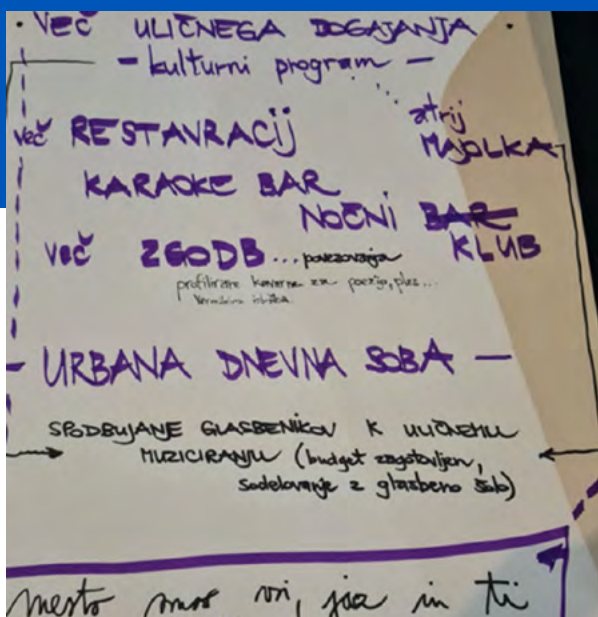 • VEČ ULIČNEGA DOGAJANJA •
- kulturni program -
več RESTAVRACIJ
atrij
MAJOLKA
KARAOKE BAR
NOČNI BAR
KLUB
več ZGODB... povezovanja
profilirane kavarne za poezijo, ples...
- URBANA DNEVNA SOBA -
SPODBUJANJE GLASBENIKOV K ULIČNEMU
MUZICIRANJU (budget zagotovljen,
sodelovanje z glasbeno šolo)
mesto smo vi, jaz in ti